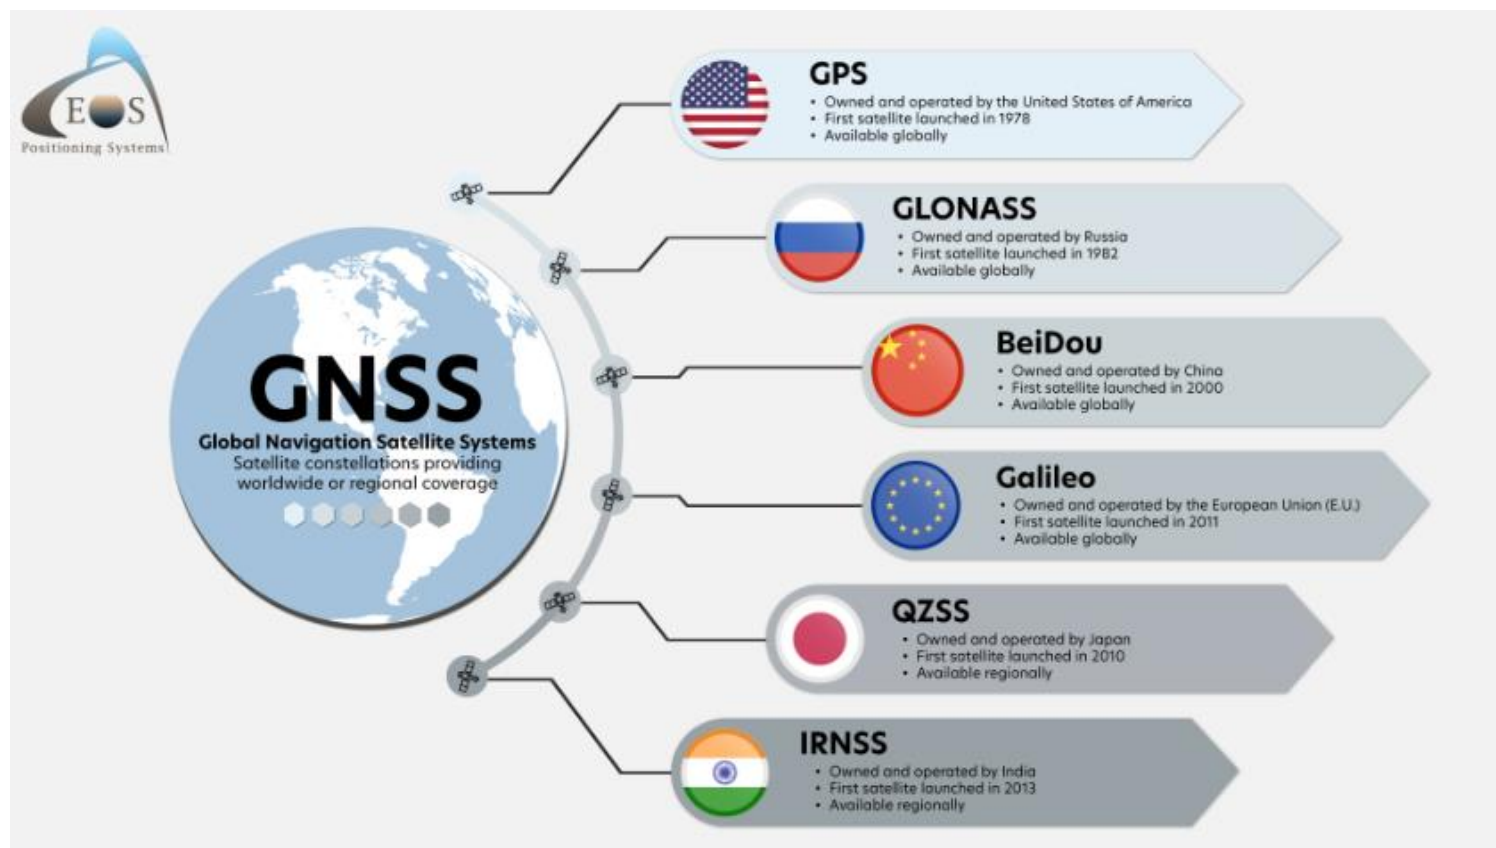 EOS
Positioning Systems
GNSS
Global Navigation Satellite Systems
Satellite constellations providing
worldwide or regional coverage
GPS
• Owned and operated by the United States of America
• First satellite launched in 1978
• Available globally
GLONASS
• Owned and operated by Russia
• First satellite launched in 1982
• Available globally
BeiDou
• Owned and operated by China
• First satellite launched in 2000
• Available globally
Galileo
• Owned and operated by the European Union (E.U.)
• First satellite launched in 2011
• Available globally
QZSS
• Owned and operated by Japan
• First satellite launched in 2010
• Available regionally
IRNSS
• Owned and operated by India
• First satellite launched in 2013
• Available regionally